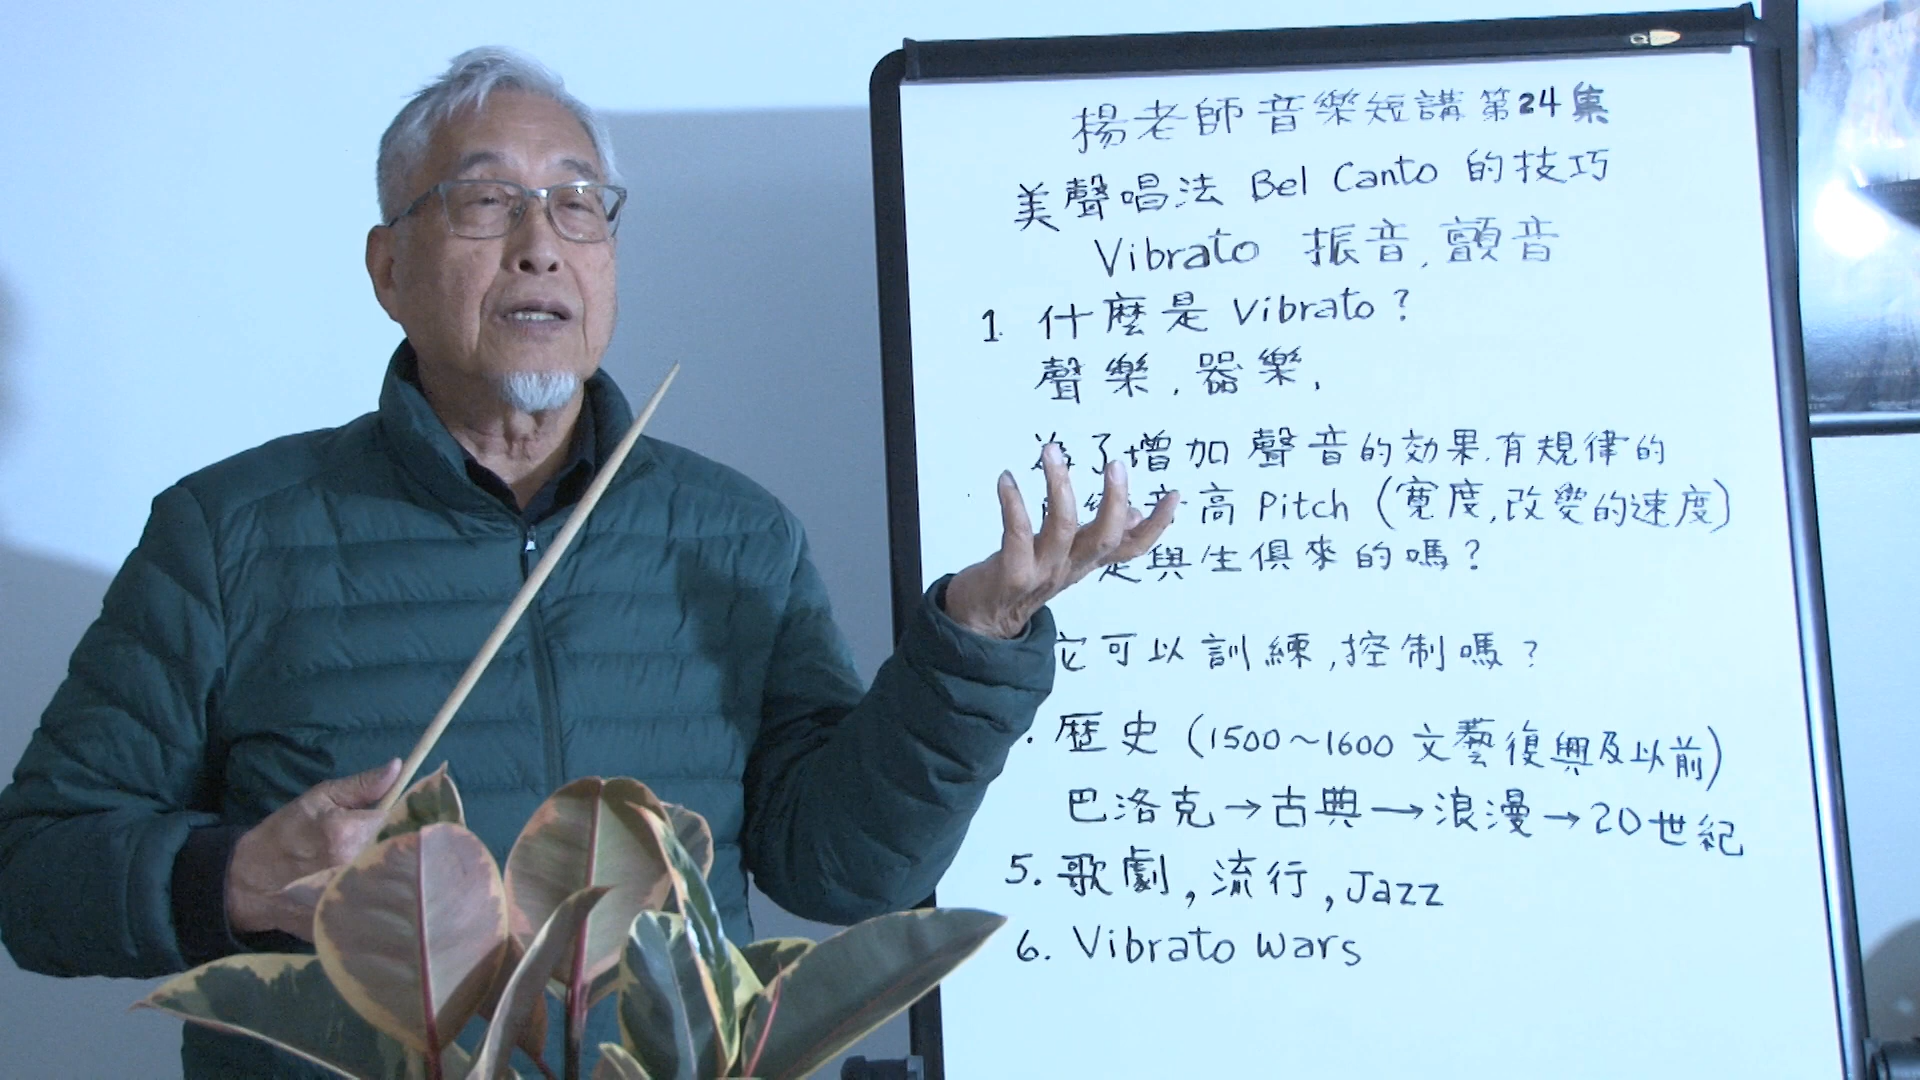 楊老師音樂短講第24集
美聲唱法 Bel Canto 的技巧
Vibrato 振音,顫音
1. 什麼是 Vibrato?
聲樂,器樂,
為了增加聲音的効果,有規律的
音高 Pitch (寬度,改變的速度)
是與生俱來的嗎?
它可以訓練,控制嗎?
歷史 (1500~1600 文藝復興及以前)
巴洛克→古典→浪漫→20世紀
5. 歌劇,流行,Jazz
6. Vibrato Wars